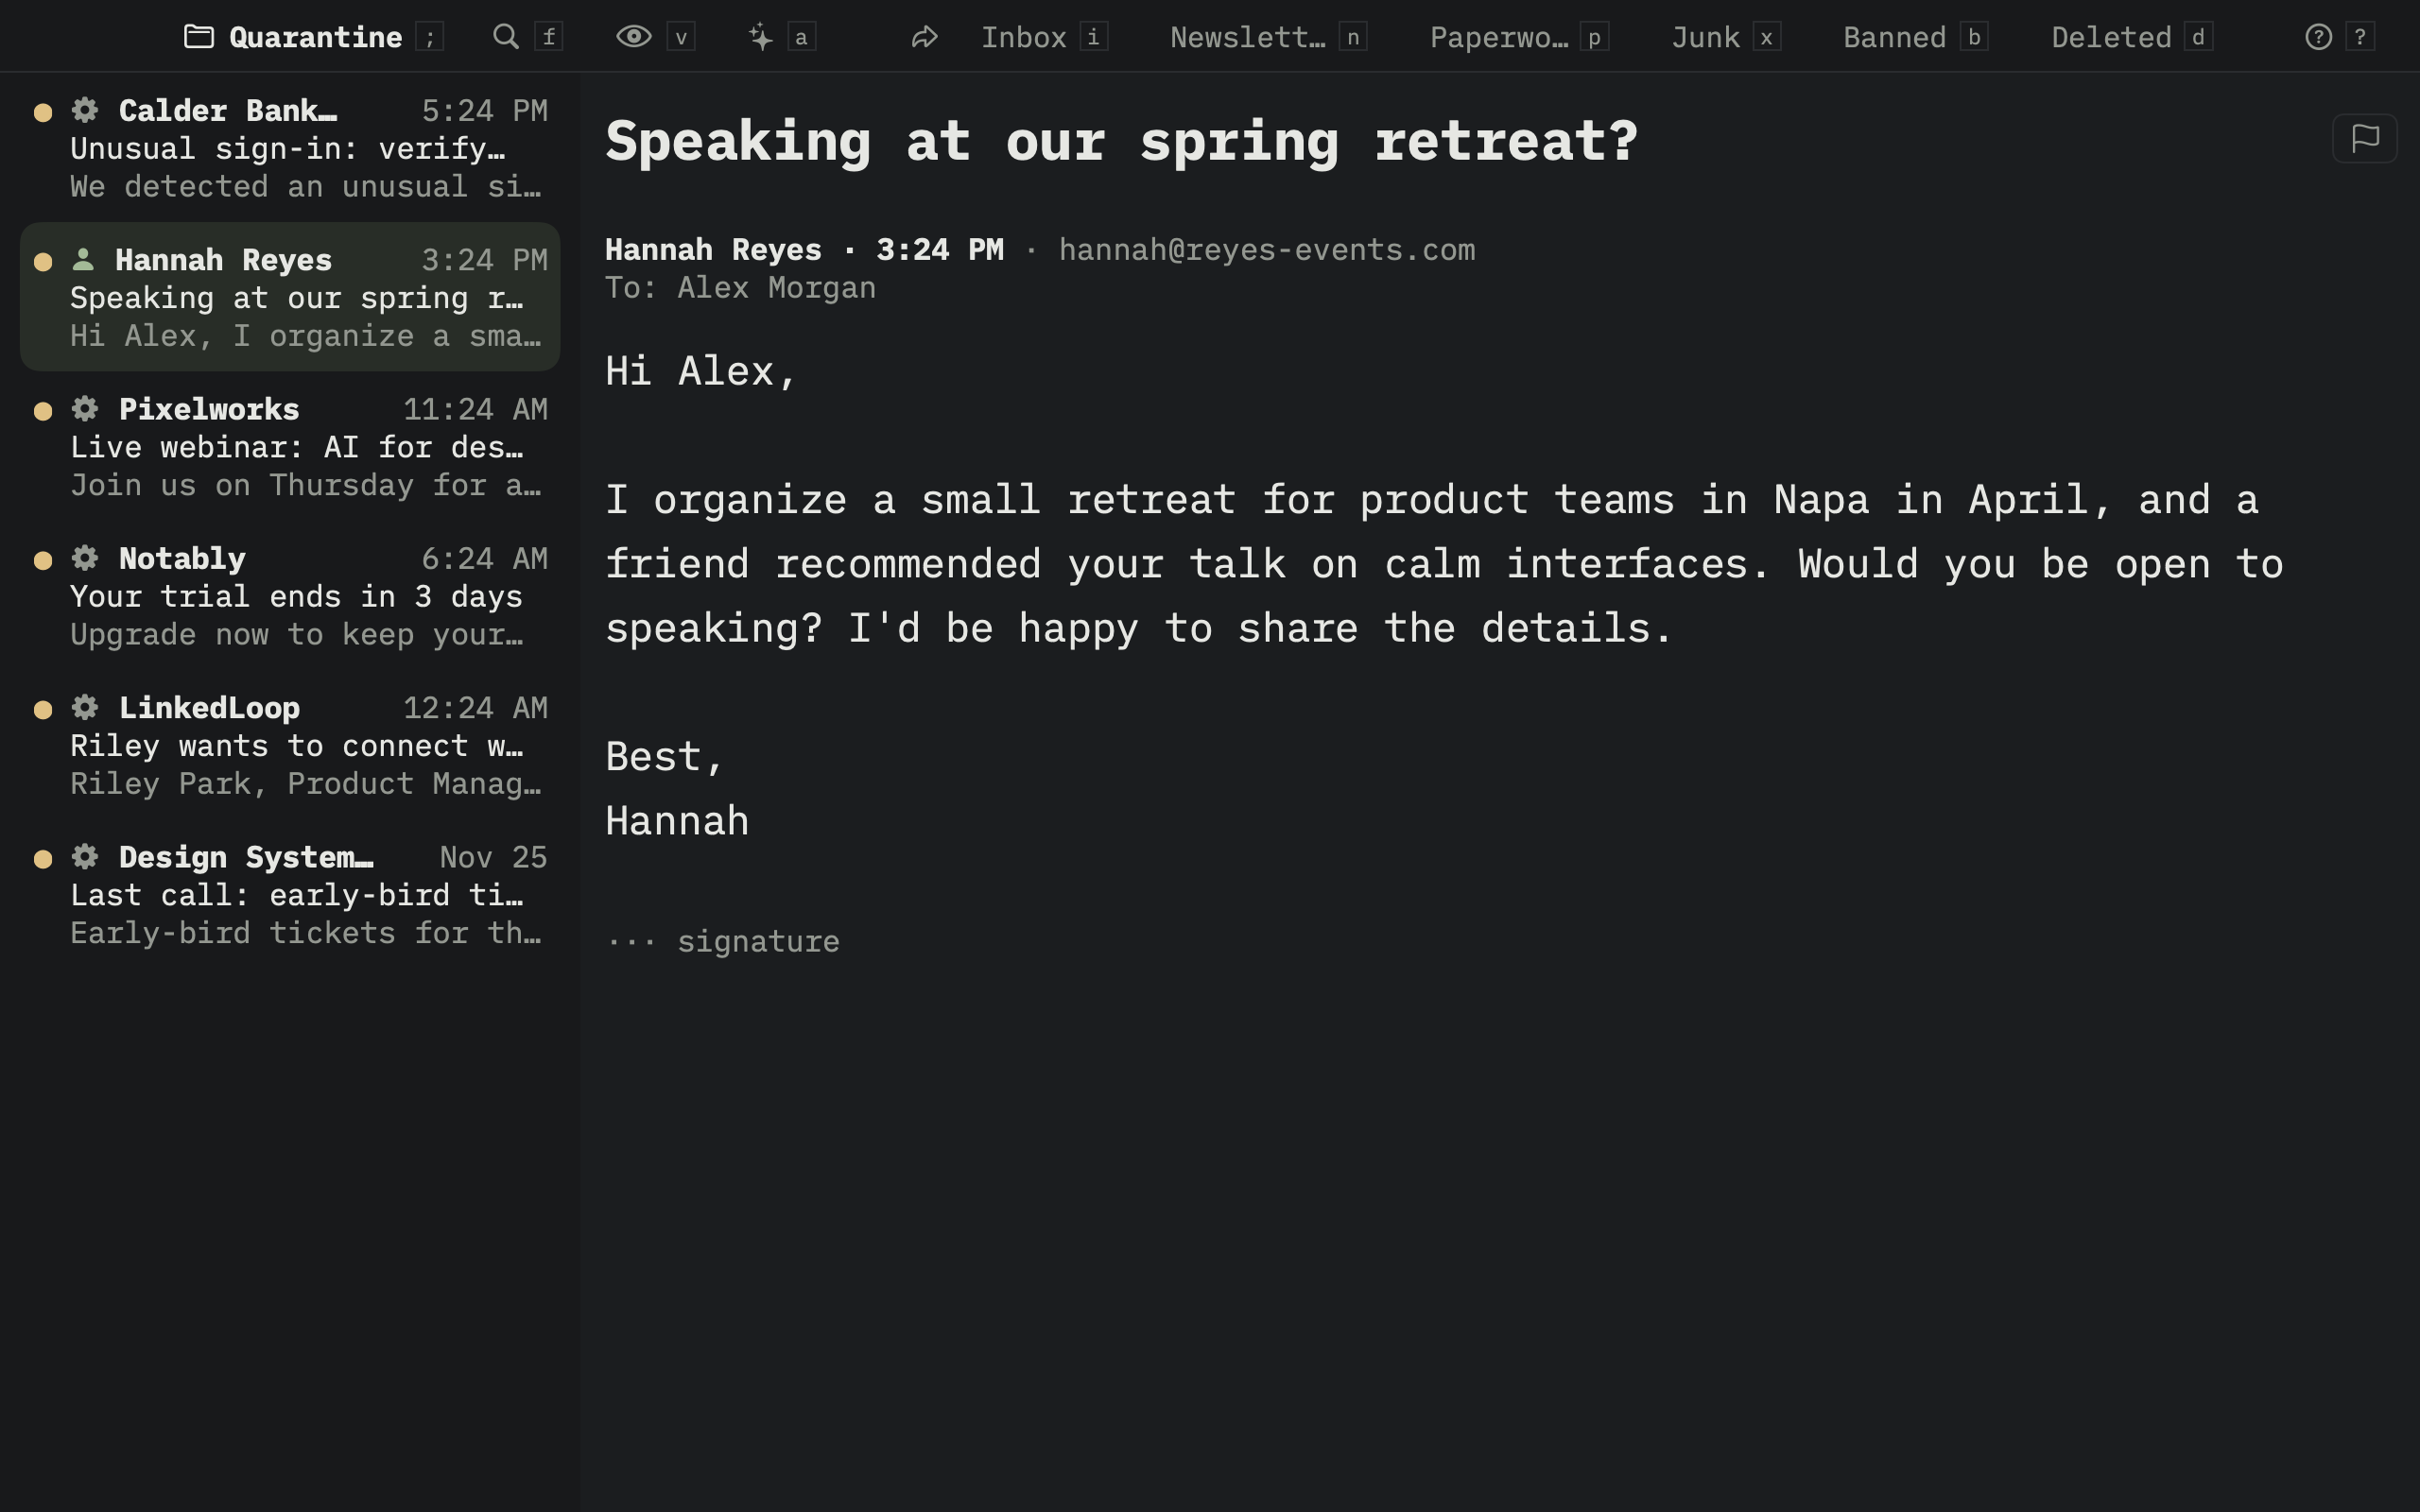 Quarantine ; f v a Inbox i Newslett… n Paperwo… p Junk x Banned b Deleted d ? ?
Calder Bank… 5:24 PM
Unusual sign-in: verify…
We detected an unusual si…
Hannah Reyes 3:24 PM
Speaking at our spring r…
Hi Alex, I organize a sma…
Pixelworks 11:24 AM
Live webinar: AI for des…
Join us on Thursday for a…
Notably 6:24 AM
Your trial ends in 3 days
Upgrade now to keep your…
LinkedLoop 12:24 AM
Riley wants to connect w…
Riley Park, Product Manag…
Design System… Nov 25
Last call: early-bird ti…
Early-bird tickets for th…
Speaking at our spring retreat?
Hannah Reyes · 3:24 PM · hannah@reyes-events.com
To: Alex Morgan
Hi Alex,
I organize a small retreat for product teams in Napa in April, and a
friend recommended your talk on calm interfaces. Would you be open to
speaking? I'd be happy to share the details.
Best,
Hannah
··· signature